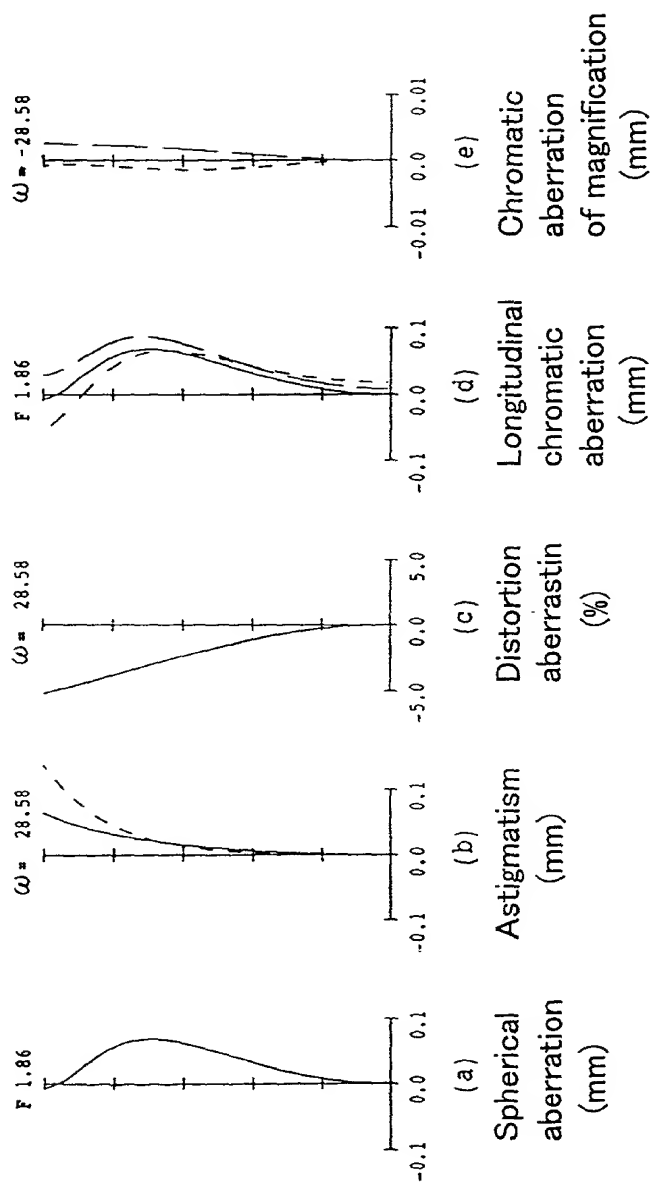 F 1.86
-0.1 0.0 0.1
(a)
Spherical
aberration
(mm)
ω= 28.58
-0.1 0.0 0.1
(b)
Astigmatism
(mm)
ω= 28.58
-5.0 0.0 5.0
(c)
Distortion
aberrastin
(%)
F 1.86
-0.1 0.0 0.1
(d)
Longitudinal
chromatic
aberration
(mm)
ω= -28.58
-0.01 0.0 0.01
(e)
Chromatic
aberration
of magnification
(mm)